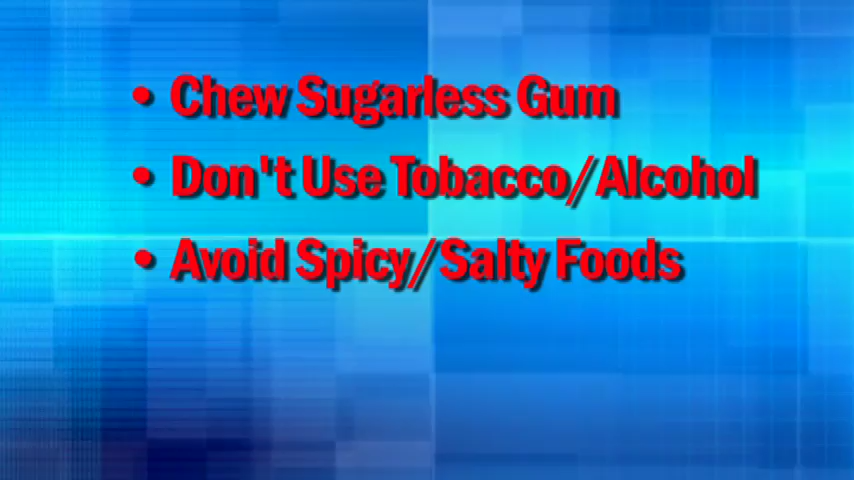 • Chew Sugarless Gum
• Don't Use Tobacco/Alcohol
• Avoid Spicy/Salty Foods